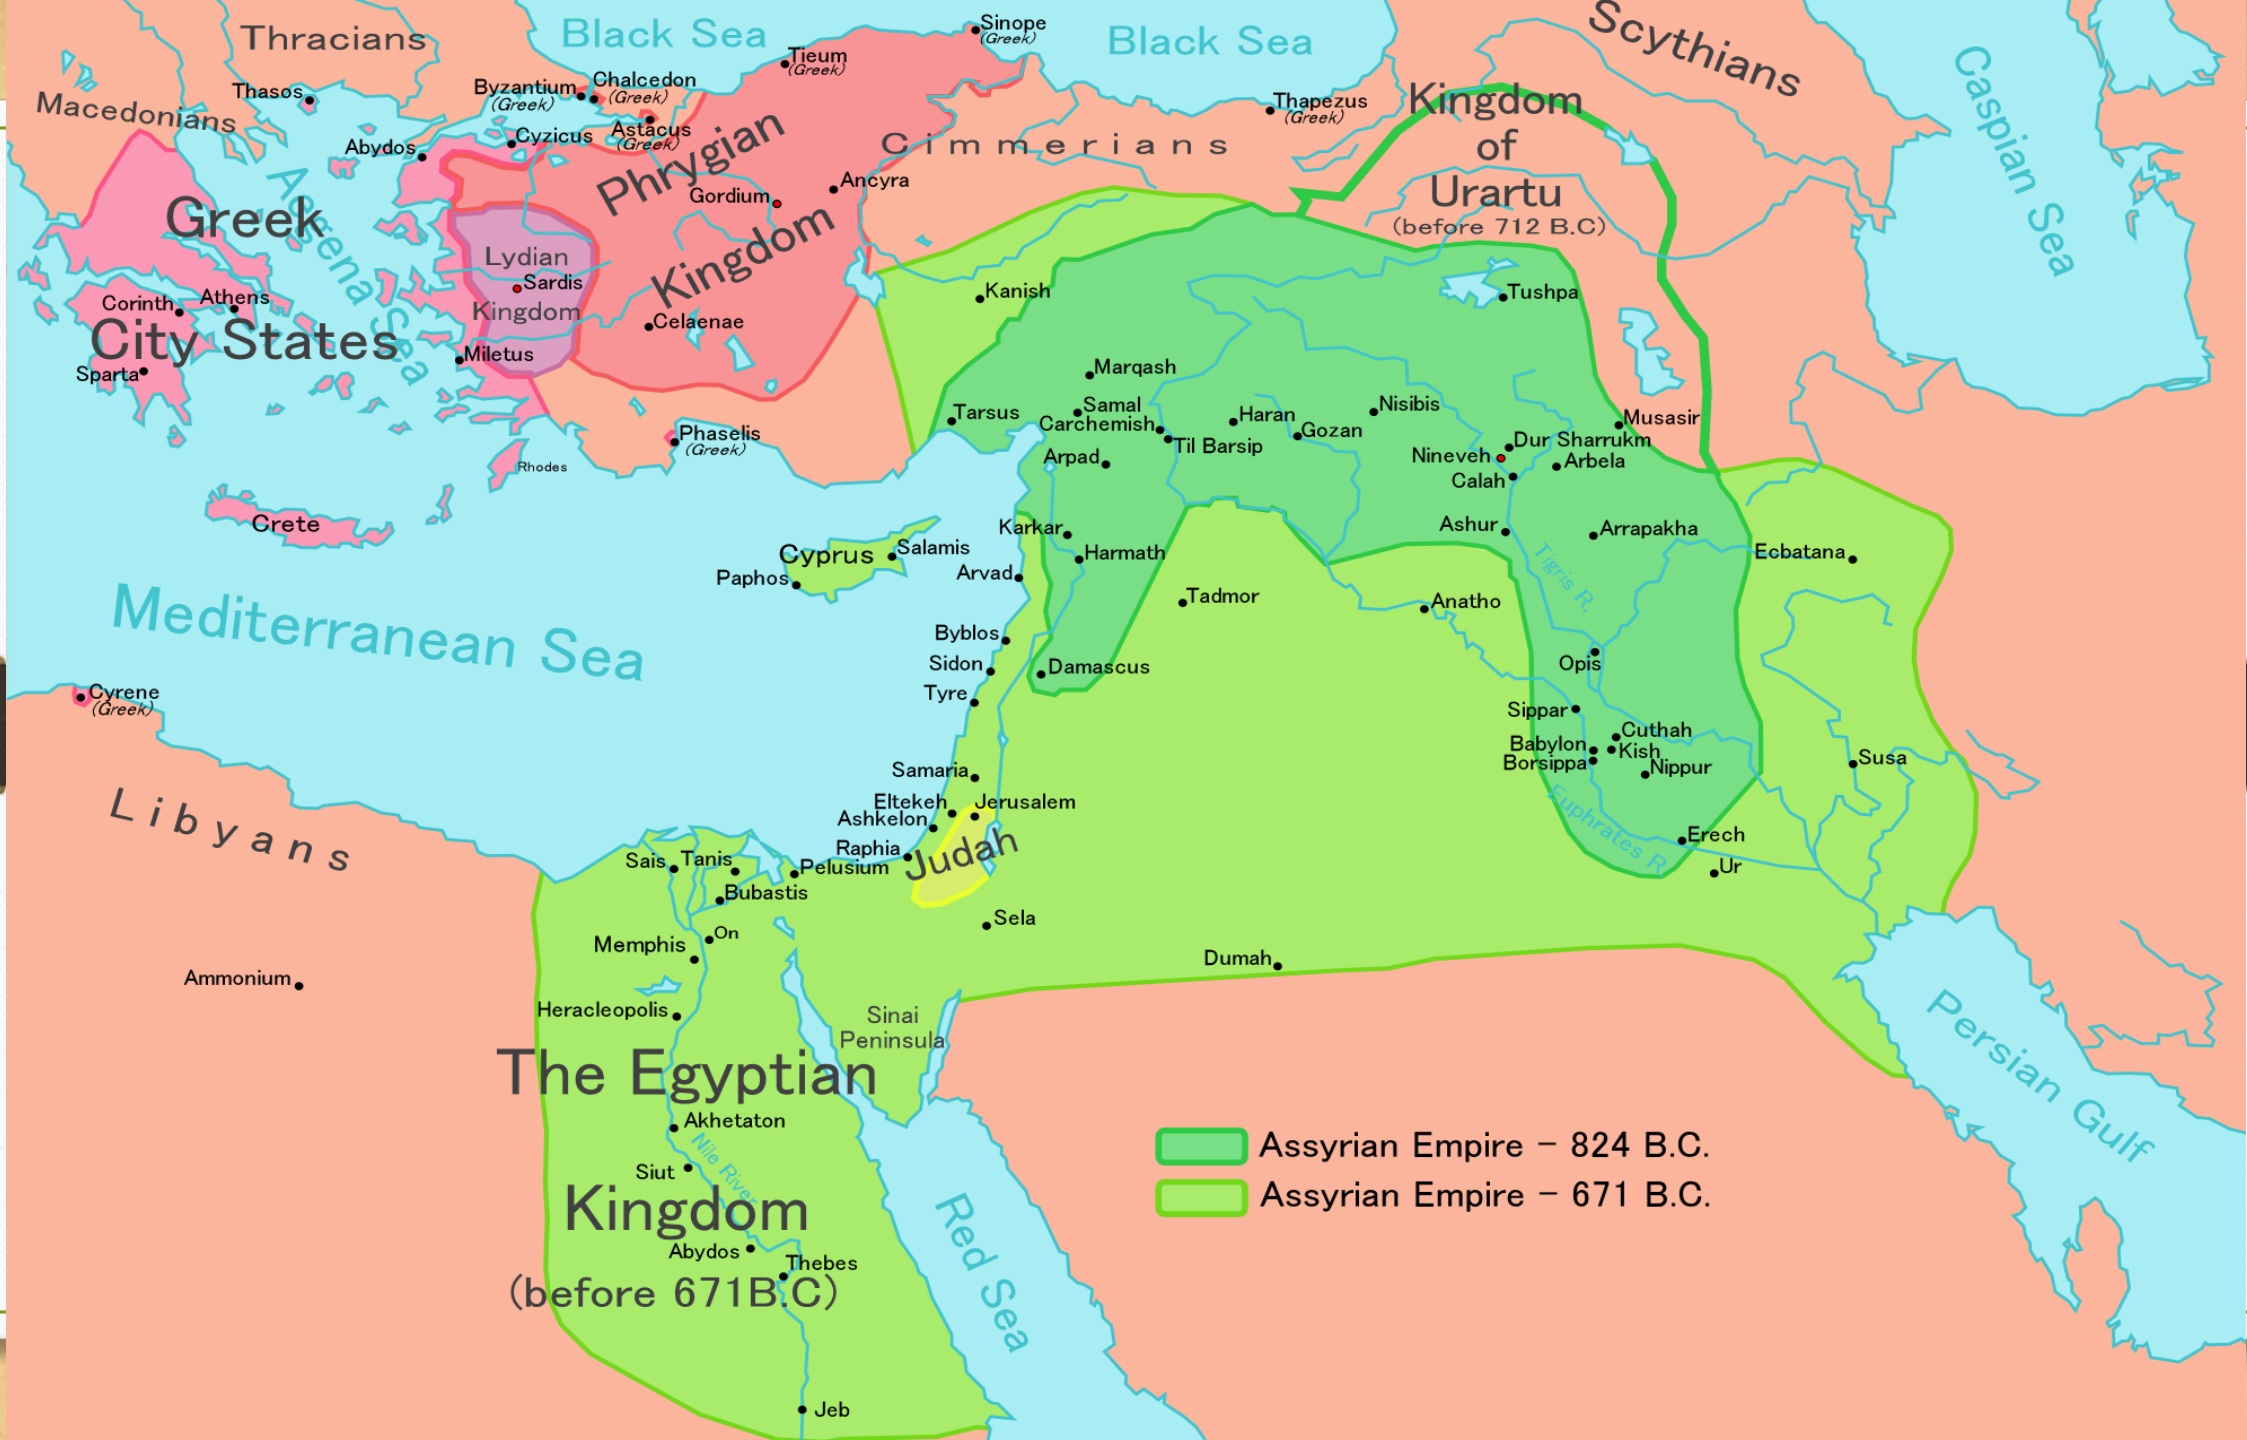 Thracians
Black Sea
Sinope
(Greek)
Black Sea
Scythians
Caspian Sea
Tieum
(Greek)
Macedonians
Thasos
Byzantium
(Greek)
Chalcedon
(Greek)
Thapezus
(Greek)
Kingdom
of
Urartu
(before 712 B.C)
Abydos
Cyzicus
Astacus
(Greek)
Cimmerians
Phrygian
Kingdom
Gordium
Ancyra
Greek
City States
Aegena Sea
Lydian
Kingdom
Sardis
Corinth
Athens
Sparta
Miletus
Celaenae
Kanish
Tushpa
Marqash
Tarsus
Samal
Carchemish
Til Barsip
Haran
Gozan
Nisibis
Musasir
Dur Sharrukm
Nineveh
Arbela
Calah
Arpad
Phaselis
(Greek)
Rhodes
Crete
Karkar
Harmath
Ashur
Arrapakha
Ecbatana
Cyprus
Salamis
Paphos
Arvad
Tadmor
Anatho
Tigris R.
Mediterranean Sea
Byblos
Sidon
Damascus
Tyre
Opis
Cyrene
(Greek)
Sippar
Cuthah
Babylon
Kish
Borsippa
Nippur
Susa
Samaria
Eltekeh
Jerusalem
Ashkelon
Judah
Raphia
Euphrates R.
Erech
Ur
Libyans
Sais
Tanis
Pelusium
Bubastis
Sela
On
Memphis
Dumah
Ammonium
Heracleopolis
Sinai
Peninsula
Persian Gulf
The Egyptian
Kingdom
(before 671B.C)
Akhetaton
Nile River
Siut
Abydos
Thebes
Red Sea
Jeb
Assyrian Empire – 824 B.C.
Assyrian Empire – 671 B.C.